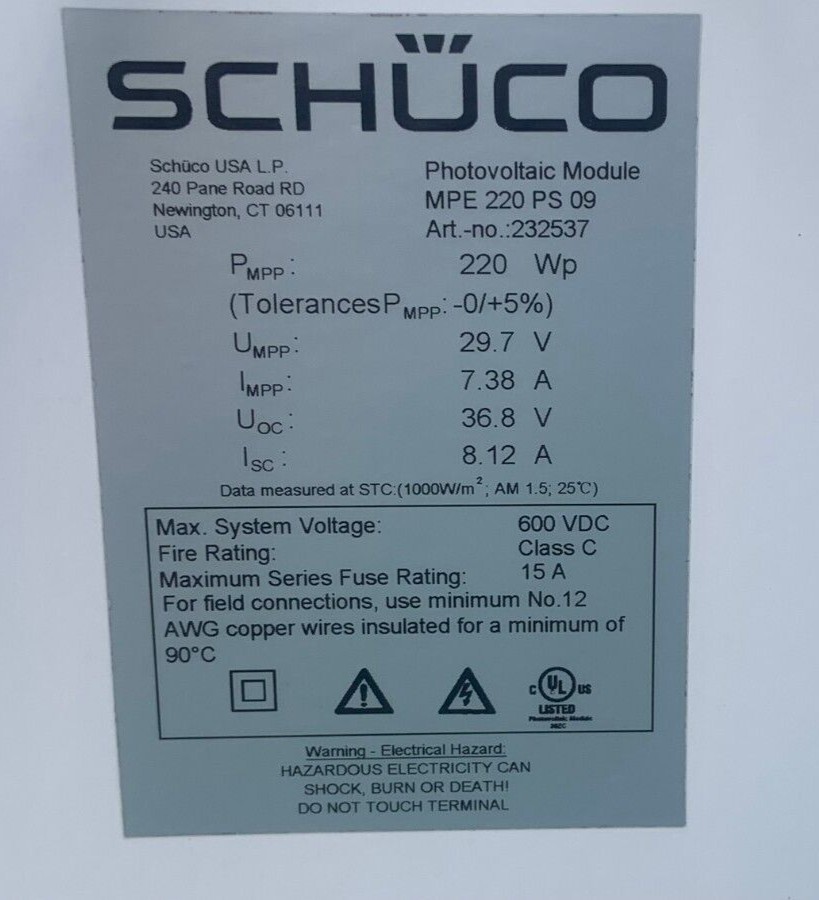 SCHÜCO
Schüco USA L.P.
240 Pane Road RD
Newington, CT 06111
USA
Photovoltaic Module
MPE 220 PS 09
Art.-no.:232537
PMPP: 220 Wp
(TolerancesPMPP: -0/+5%)
UMPP: 29.7 V
IMPP: 7.38 A
UOC: 36.8 V
ISC: 8.12 A
Data measured at STC:(1000W/m²; AM 1.5; 25℃)
Max. System Voltage: 600 VDC
Fire Rating: Class C
Maximum Series Fuse Rating: 15 A
For field connections, use minimum No.12
AWG copper wires insulated for a minimum of
90°C
C UL US
LISTED
Photovoltaic Module
Warning - Electrical Hazard:
HAZARDOUS ELECTRICITY CAN
SHOCK, BURN OR DEATH!
DO NOT TOUCH TERMINAL